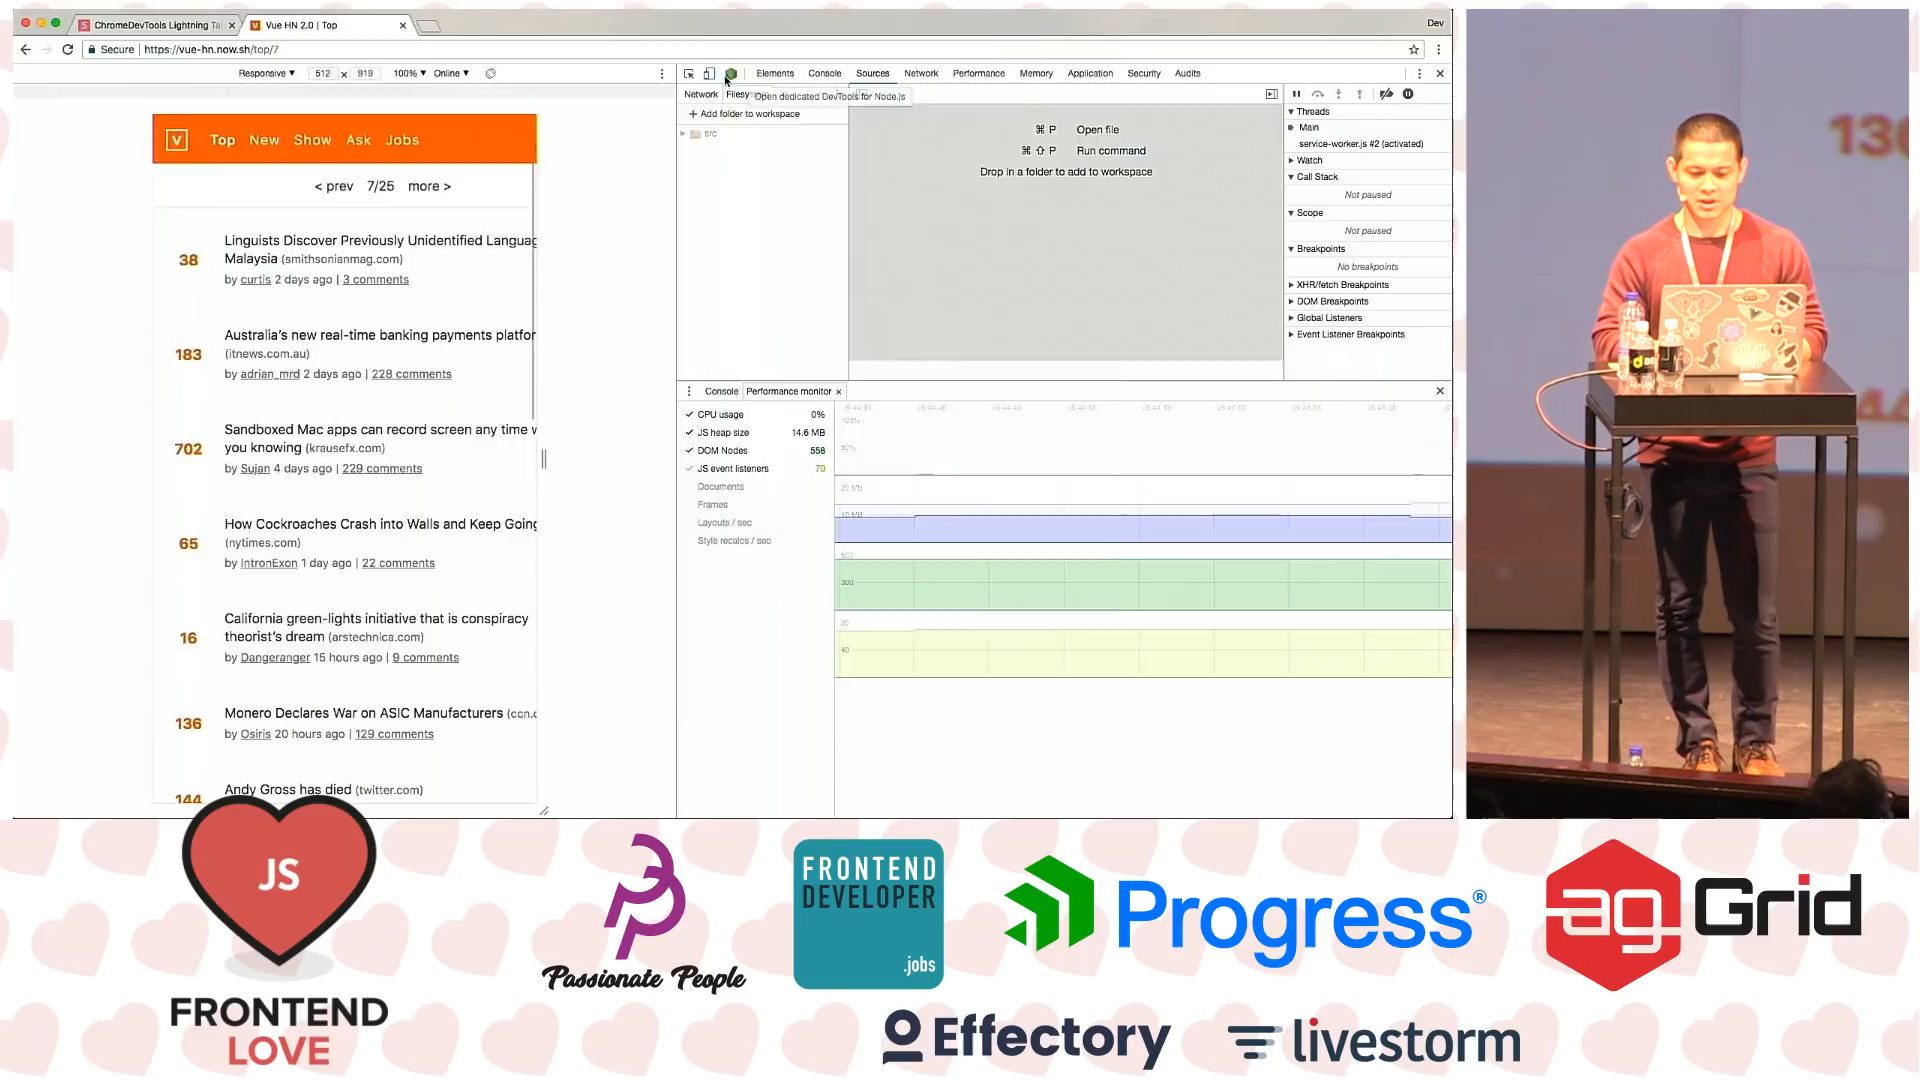 ChromeDevTools Lightning Ta
Vue HN 2.0 | Top
Dev
Secure
https://vue-hn.now.sh/top/7
Responsive
512 x 919
100%
Online
Elements
Console
Sources
Network
Performance
Memory
Application
Security
Audits
Network
Filesy
Open dedicated DevTools for Node.js
+ Add folder to workspace
src
⌘ P Open file
⌘ ⇧ P Run command
Drop in a folder to add to workspace
Threads
Main
service-worker.js #2 (activated)
Watch
Call Stack
Not paused
Scope
Not paused
Breakpoints
No breakpoints
XHR/fetch Breakpoints
DOM Breakpoints
Global Listeners
Event Listener Breakpoints
V
Top New Show Ask Jobs
< prev 7/25 more >
38
Linguists Discover Previously Unidentified Languag
Malaysia (smithsonianmag.com)
by curtis 2 days ago | 3 comments
183
Australia's new real-time banking payments platfor
(itnews.com.au)
by adrian_mrd 2 days ago | 228 comments
702
Sandboxed Mac apps can record screen any time w
you knowing (krausefx.com)
by Sujan 4 days ago | 229 comments
65
How Cockroaches Crash into Walls and Keep Going
(nytimes.com)
by IntronExon 1 day ago | 22 comments
16
California green-lights initiative that is conspiracy
theorist's dream (arstechnica.com)
by Dangeranger 15 hours ago | 9 comments
136
Monero Declares War on ASIC Manufacturers (ccn.c
by Osiris 20 hours ago | 129 comments
144
Andy Gross has died (twitter.com)
Console
Performance monitor
CPU usage 0%
JS heap size 14.6 MB
DOM Nodes 558
JS event listeners 70
Documents
Frames
Layouts / sec
Style recalcs / sec
100%
50%
20 MB
10 MB
300
40
JS
FRONTEND
LOVE
Passionate People
FRONTEND
DEVELOPER
.jobs
Progress®
ag Grid
Effectory
livestorm